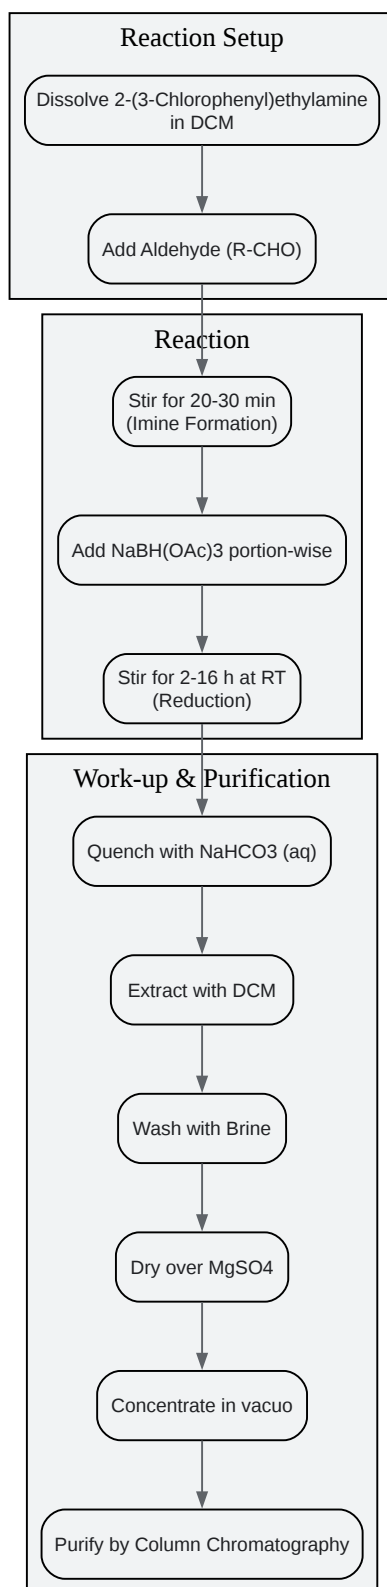 Reaction Setup
Dissolve 2-(3-Chlorophenyl)ethylamine
in DCM
Add Aldehyde (R-CHO)
Reaction
Stir for 20-30 min
(Imine Formation)
Add NaBH(OAc)3 portion-wise
Stir for 2-16 h at RT
(Reduction)
Work-up & Purification
Quench with NaHCO3 (aq)
Extract with DCM
Wash with Brine
Dry over MgSO4
Concentrate in vacuo
Purify by Column Chromatography